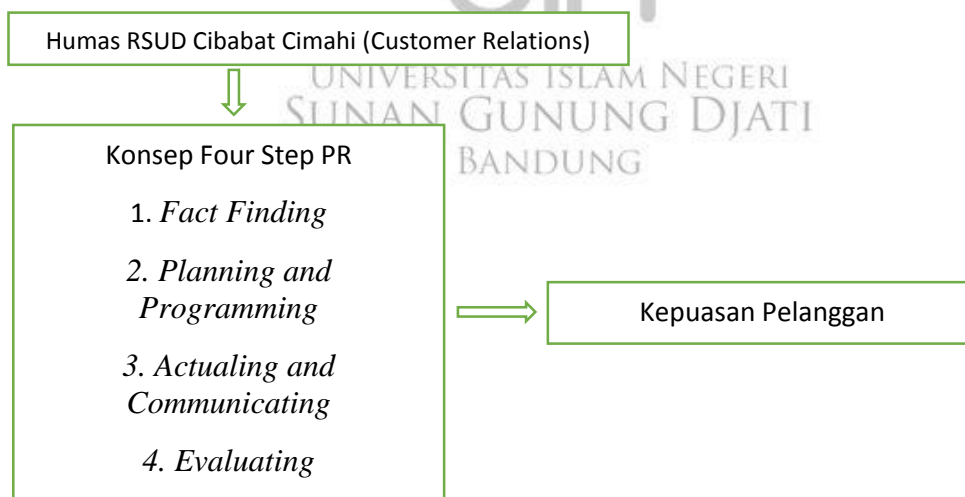 Humas RSUD Cibabat Cimahi (Customer Relations)
UNIVERSITAS ISLAM NEGERI
SUNAN GUNUNG DJATI
BANDUNG
Konsep Four Step PR
1. Fact Finding
2. Planning and
Programming
3. Actualing and
Communicating
4. Evaluating
Kepuasan Pelanggan